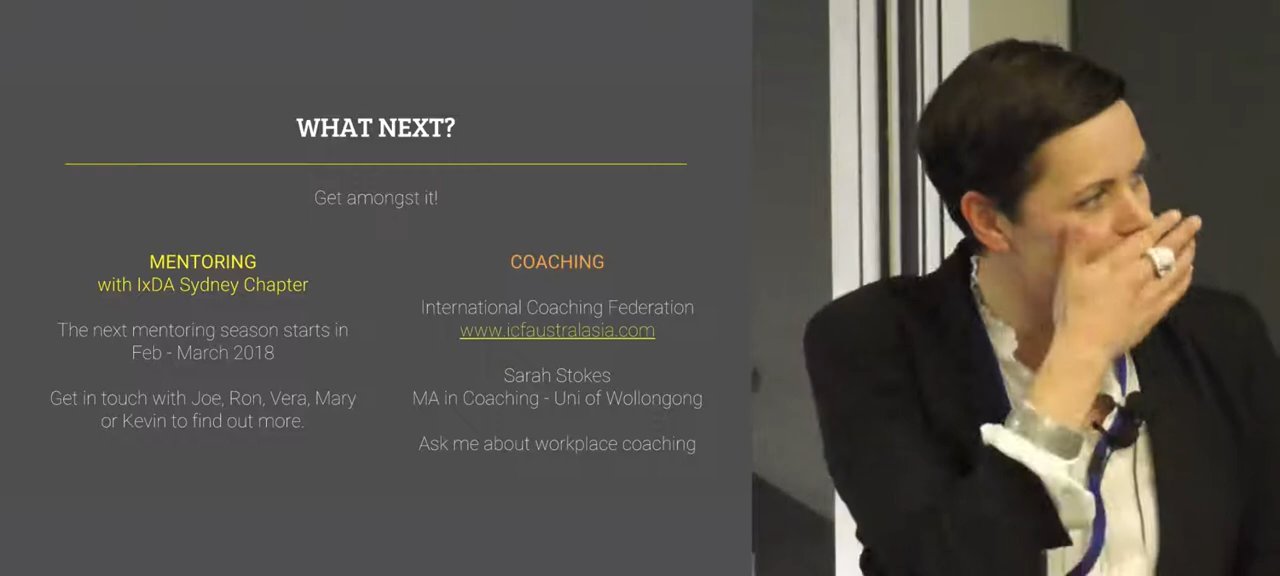 WHAT NEXT?
Get amongst it!
MENTORING
with IxDA Sydney Chapter
The next mentoring season starts in
Feb - March 2018
Get in touch with Joe, Ron, Vera, Mary
or Kevin to find out more.
COACHING
International Coaching Federation
www.icfaustralasia.com
Sarah Stokes
MA in Coaching - Uni of Wollongong
Ask me about workplace coaching